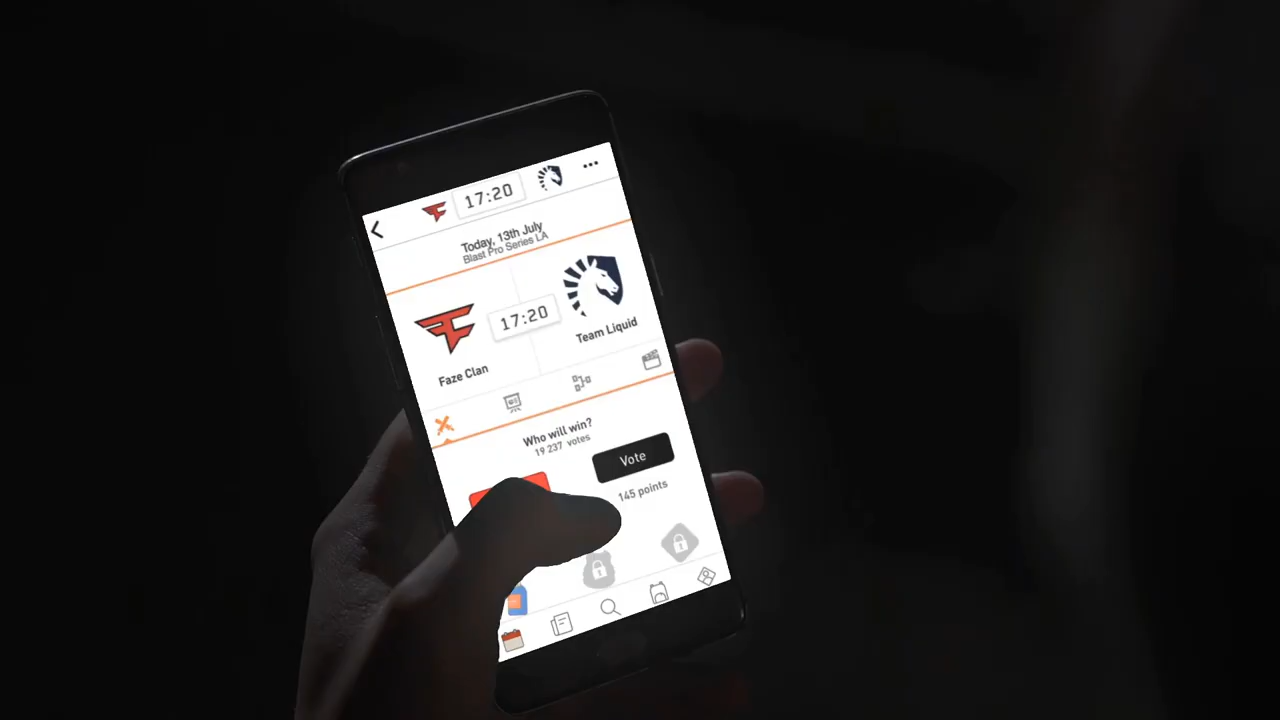 17:20
Today, 13th July
Blast Pro Series LA
17:20
Faze Clan
Team Liquid
Who will win?
19 237 votes
Vote
145 points